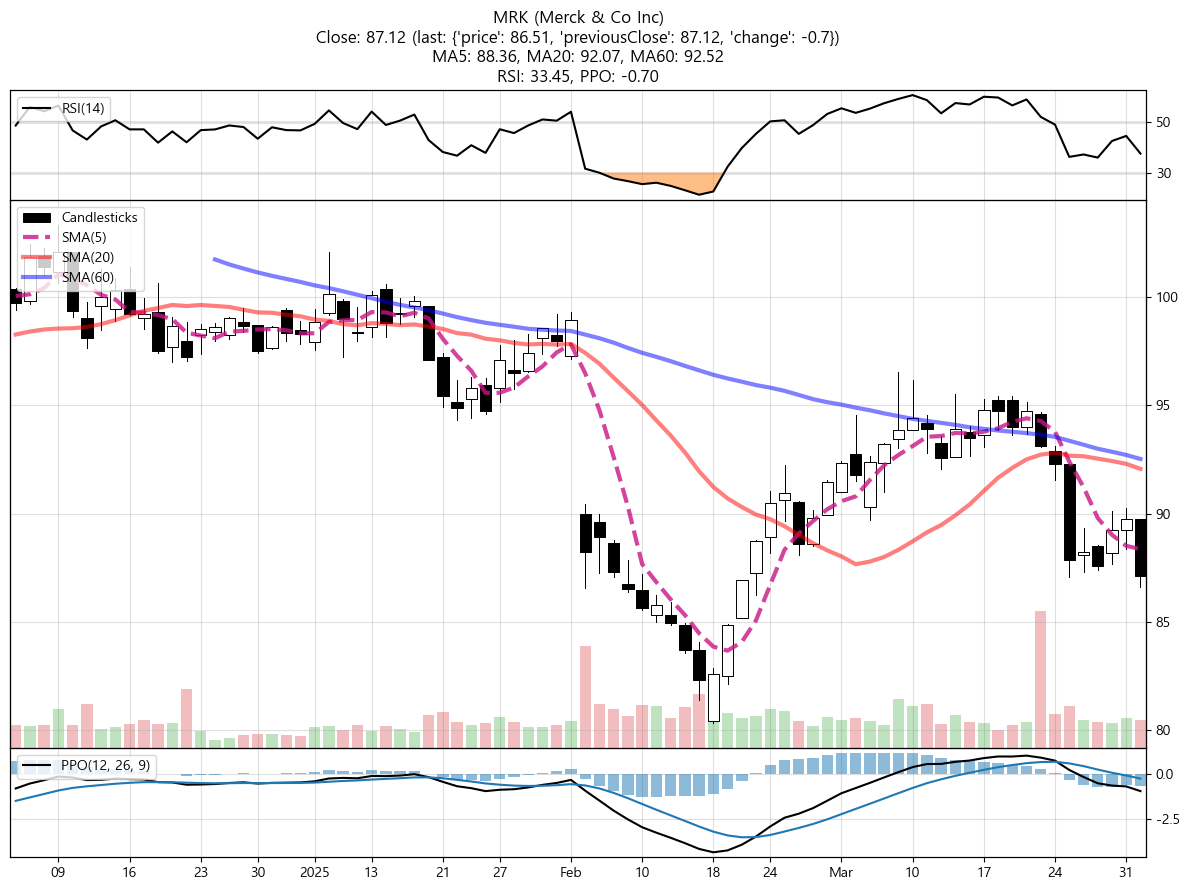 MRK (Merck & Co Inc)
Close: 87.12 (last: {'price': 86.51, 'previousClose': 87.12, 'change': -0.7})
MA5: 88.36, MA20: 92.07, MA60: 92.52
RSI: 33.45, PPO: -0.70
RSI(14)
50
30
Candlesticks
SMA(5)
SMA(20)
SMA(60)
100
95
90
85
80
PPO(12, 26, 9)
0.0
-2.5
09 16 23 30 2025 13 21 27 Feb 10 18 24 Mar 10 17 24 31